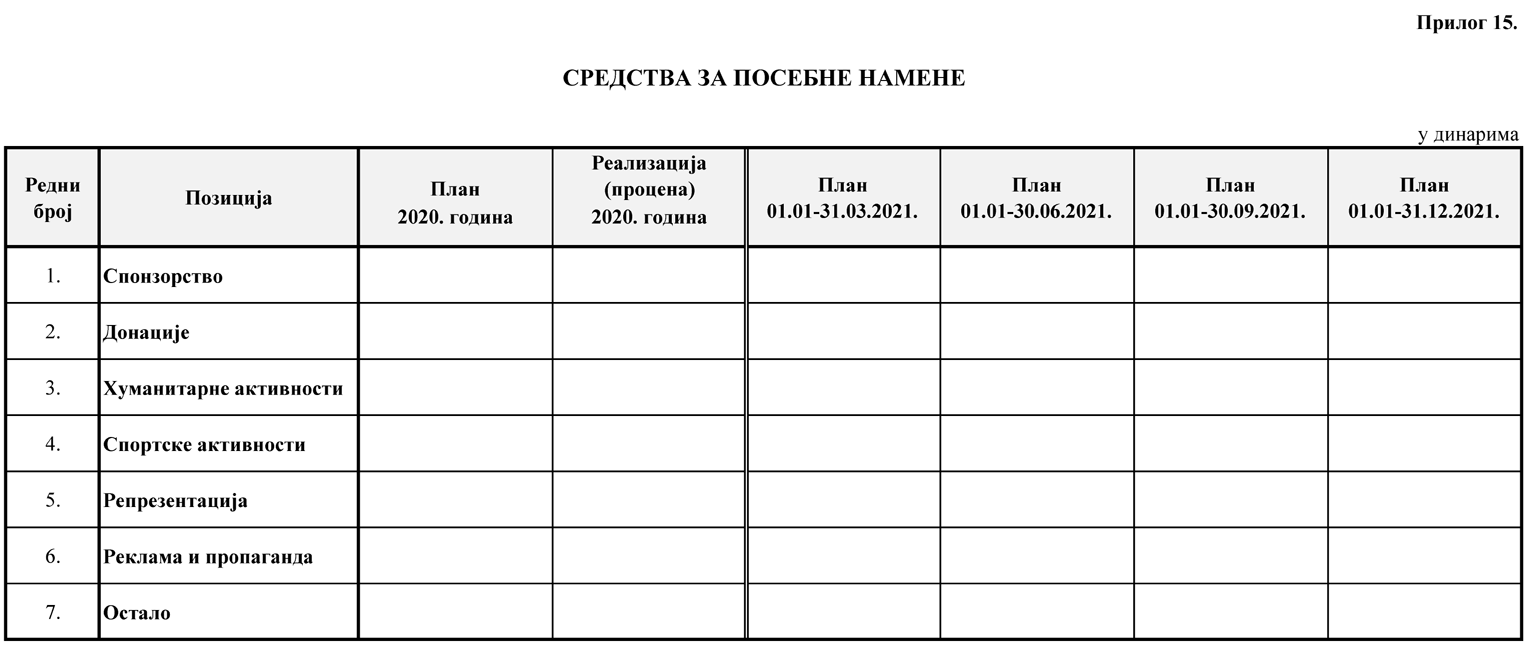 Прилог 15.
СРЕДСТВА ЗА ПОСЕБНЕ НАМЕНЕ
у динарима
Редни број
Позиција
План 2020. година
Реализација (процена) 2020. година
План 01.01-31.03.2021.
План 01.01-30.06.2021.
План 01.01-30.09.2021.
План 01.01-31.12.2021.
1. Спонзорство
2. Донације
3. Хуманитарне активности
4. Спортске активности
5. Репрезентација
6. Реклама и пропаганда
7. Остало